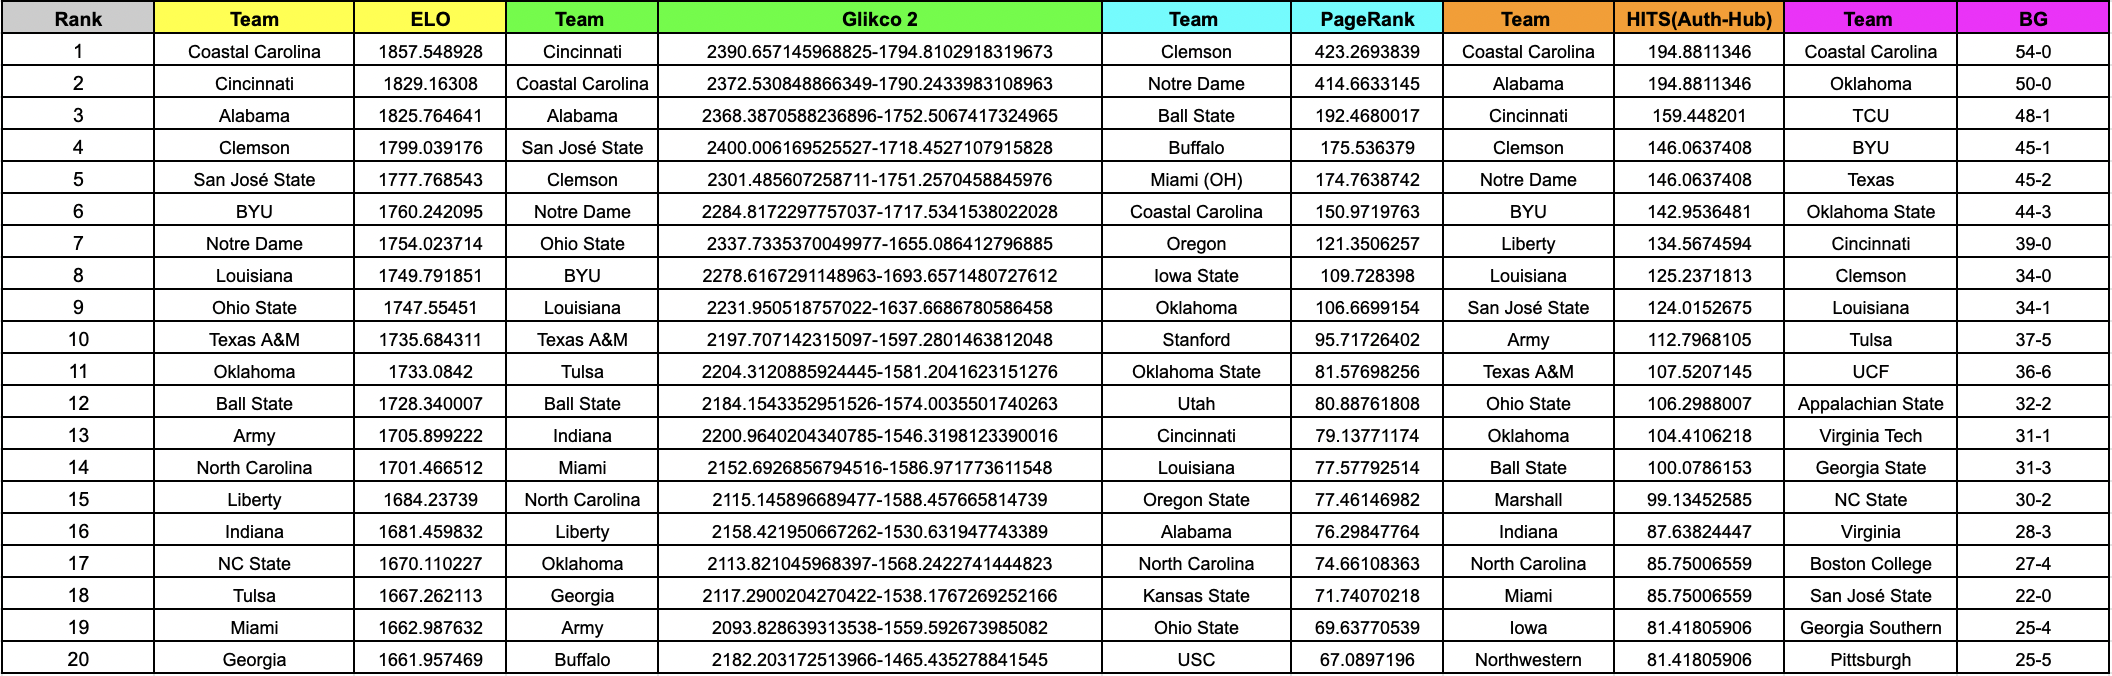 Rank Team ELO Team Glikco 2 Team PageRank Team HITS(Auth-Hub) Team BG
1 Coastal Carolina 1857.548928 Cincinnati 2390.657145968825-1794.8102918319673 Clemson 423.2693839 Coastal Carolina 194.8811346 Coastal Carolina 54-0
2 Cincinnati 1829.16308 Coastal Carolina 2372.530848866349-1790.2433983108963 Notre Dame 414.6633145 Alabama 194.8811346 Oklahoma 50-0
3 Alabama 1825.764641 Alabama 2368.3870588236896-1752.5067417324965 Ball State 192.4680017 Cincinnati 159.448201 TCU 48-1
4 Clemson 1799.039176 San José State 2400.006169525527-1718.4527107915828 Buffalo 175.536379 Clemson 146.0637408 BYU 45-1
5 San José State 1777.768543 Clemson 2301.485607258711-1751.2570458845976 Miami (OH) 174.7638742 Notre Dame 146.0637408 Texas 45-2
6 BYU 1760.242095 Notre Dame 2284.8172297757037-1717.5341538022028 Coastal Carolina 150.9719763 BYU 142.9536481 Oklahoma State 44-3
7 Notre Dame 1754.023714 Ohio State 2337.7335370049977-1655.086412796885 Oregon 121.3506257 Liberty 134.5674594 Cincinnati 39-0
8 Louisiana 1749.791851 BYU 2278.6167291148963-1693.6571480727612 Iowa State 109.728398 Louisiana 125.2371813 Clemson 34-0
9 Ohio State 1747.55451 Louisiana 2231.950518757022-1637.6686780586458 Oklahoma 106.6699154 San José State 124.0152675 Louisiana 34-1
10 Texas A&M 1735.684311 Texas A&M 2197.707142315097-1597.2801463812048 Stanford 95.71726402 Army 112.7968105 Tulsa 37-5
11 Oklahoma 1733.0842 Tulsa 2204.3120885924445-1581.2041623151276 Oklahoma State 81.57698256 Texas A&M 107.5207145 UCF 36-6
12 Ball State 1728.340007 Ball State 2184.1543352951526-1574.0035501740263 Utah 80.88761808 Ohio State 106.2988007 Appalachian State 32-2
13 Army 1705.899222 Indiana 2200.9640204340785-1546.3198123390016 Cincinnati 79.13771174 Oklahoma 104.4106218 Virginia Tech 31-1
14 North Carolina 1701.466512 Miami 2152.6926856794516-1586.971773611548 Louisiana 77.57792514 Ball State 100.0786153 Georgia State 31-3
15 Liberty 1684.23739 North Carolina 2115.145896689477-1588.457665814739 Oregon State 77.46146982 Marshall 99.13452585 NC State 30-2
16 Indiana 1681.459832 Liberty 2158.421950667262-1530.631947743389 Alabama 76.29847764 Indiana 87.63824447 Virginia 28-3
17 NC State 1670.110227 Oklahoma 2113.821045968397-1568.2422741444823 North Carolina 74.66108363 North Carolina 85.75006559 Boston College 27-4
18 Tulsa 1667.262113 Georgia 2117.2900204270422-1538.1767269252166 Kansas State 71.74070218 Miami 85.75006559 San José State 22-0
19 Miami 1662.987632 Army 2093.828639313538-1559.592673985082 Ohio State 69.63770539 Iowa 81.41805906 Georgia Southern 25-4
20 Georgia 1661.957469 Buffalo 2182.203172513966-1465.435278841545 USC 67.0897196 Northwestern 81.41805906 Pittsburgh 25-5